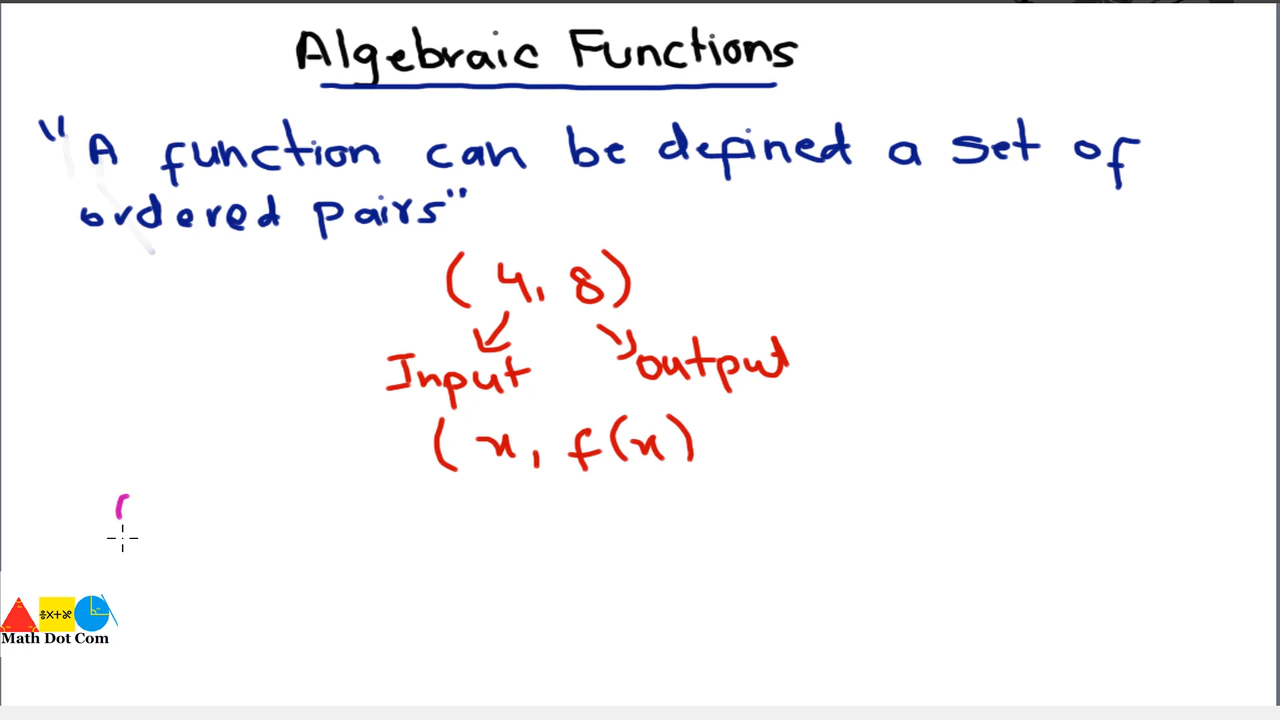 Algebraic Functions
"A function can be defined a set of
ordered pairs"
(4, 8)
Input output
(x, f(x)
÷x+√x
Math Dot Com